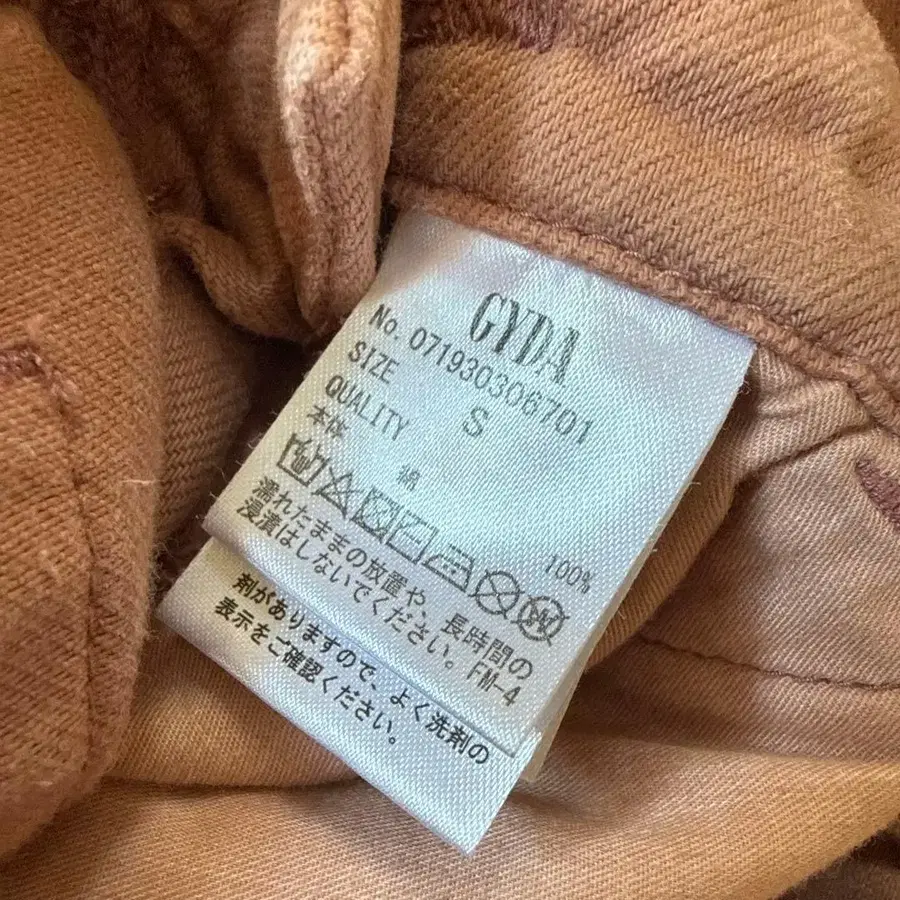 GYDA
No. 071930306701
SIZE S
QUALITY
本体 綿 100%
濡れたままの放置や、長時間の
浸漬はしないでください。 FM-4
剤がありますので、よく洗剤の
表示をご確認ください。